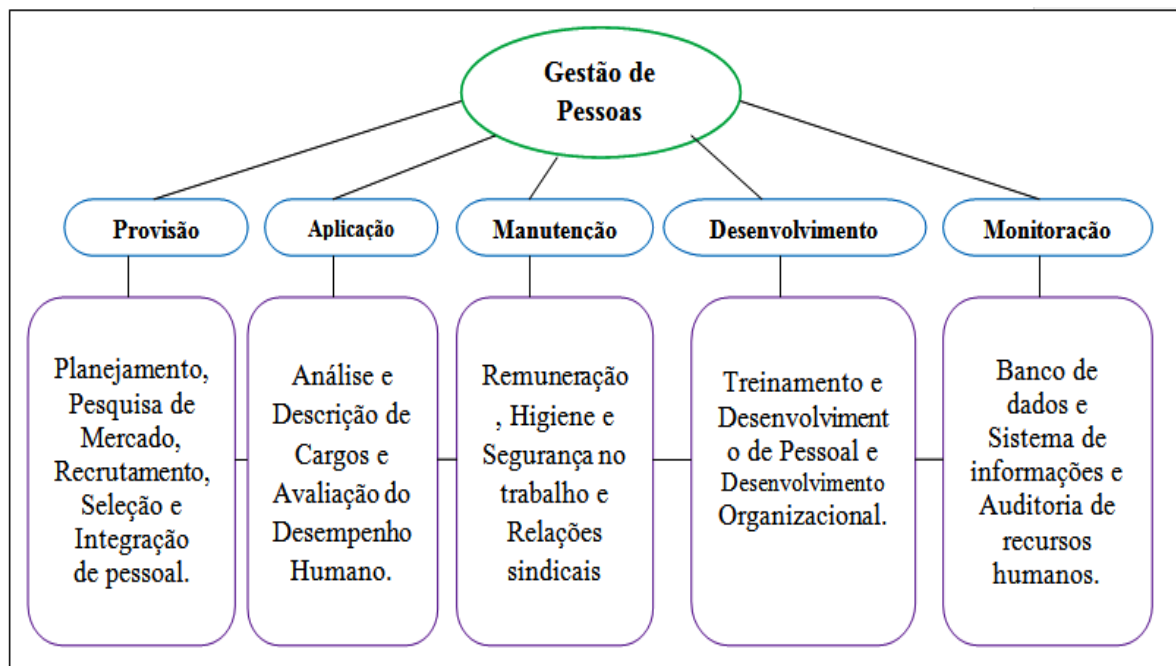 Gestão de
Pessoas
Provisão
Aplicação
Manutenção
Desenvolvimento
Monitoração
Planejamento,
Pesquisa de
Mercado,
Recrutamento,
Seleção e
Integração
de pessoal.
Análise e
Descrição de
Cargos e
Avaliação do
Desempenho
Humano.
Remuneração
, Higiene e
Segurança no
trabalho e
Relações
sindicais
Treinamento e
Desenvolviment
o de Pessoal e
Desenvolvimento
Organizacional.
Banco de
dados e
Sistema de
informações e
Auditoria de
recursos
humanos.